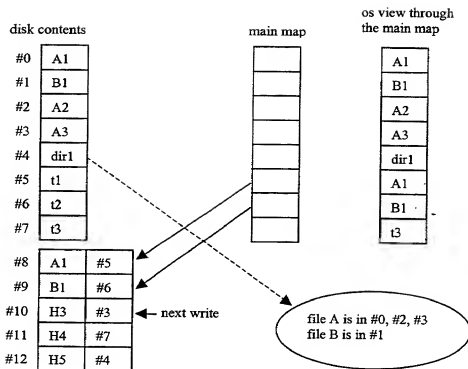 disk contents
main map
os view through
the main map
#0 A1
#1 B1
#2 A2
#3 A3
#4 dir1
#5 t1
#6 t2
#7 t3
A1
B1
A2
A3
dir1
A1
B1
t3
#8 A1 #5
#9 B1 #6
#10 H3 #3 next write
#11 H4 #7
#12 H5 #4
file A is in #0, #2, #3
file B is in #1